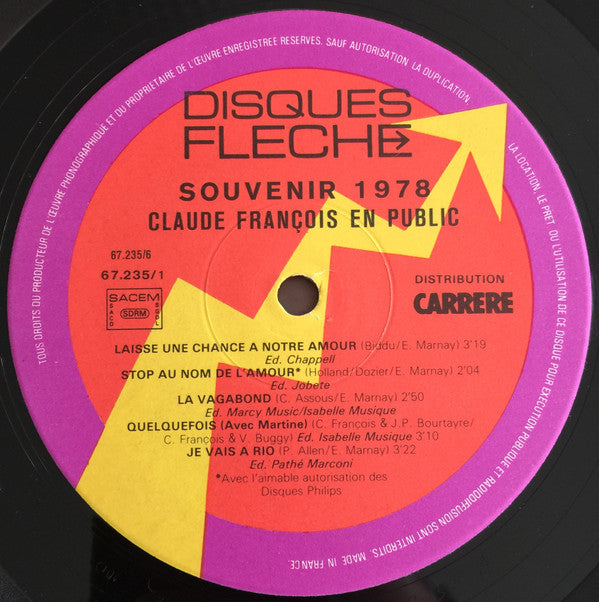 TOUS DROITS DU PRODUCTEUR DE L'ŒUVRE PHONOGRAPHIQUE ET DU PROPRIETAIRE DE L'ŒUVRE ENREGISTREE RESERVES. SAUF AUTORISATION LA DUPLICATION, LA LOCATION, LE PRET OU L'UTILISATION DE CE DISQUE POUR EXECUTION PUBLIQUE ET RADIODIFFUSION SONT INTERDITS. MADE IN FRANCE
DISQUES
FLECHE
SOUVENIR 1978
CLAUDE FRANÇOIS EN PUBLIC
67.235/6
67.235/1
SACEM
SACD
SDRM
SGDL
DISTRIBUTION
CARRERE
LAISSE UNE CHANCE A NOTRE AMOUR (Biddu/E. Marnay) 3'19
Ed. Chappell
STOP AU NOM DE L'AMOUR* (Holland/Dozier/E. Marnay) 2'04
Ed. Jobete
LA VAGABOND (C. Assous/E. Marnay) 2'50
Ed. Marcy Music/Isabelle Musique
QUELQUEFOIS (Avec Martine) (C. François & J.P. Bourtayre/
C. François & V. Buggy) Ed. Isabelle Musique 3'10
JE VAIS A RIO (P. Allen/E. Marnay) 3'22
Ed. Pathé Marconi
*Avec l'aimable autorisation des
Disques Philips